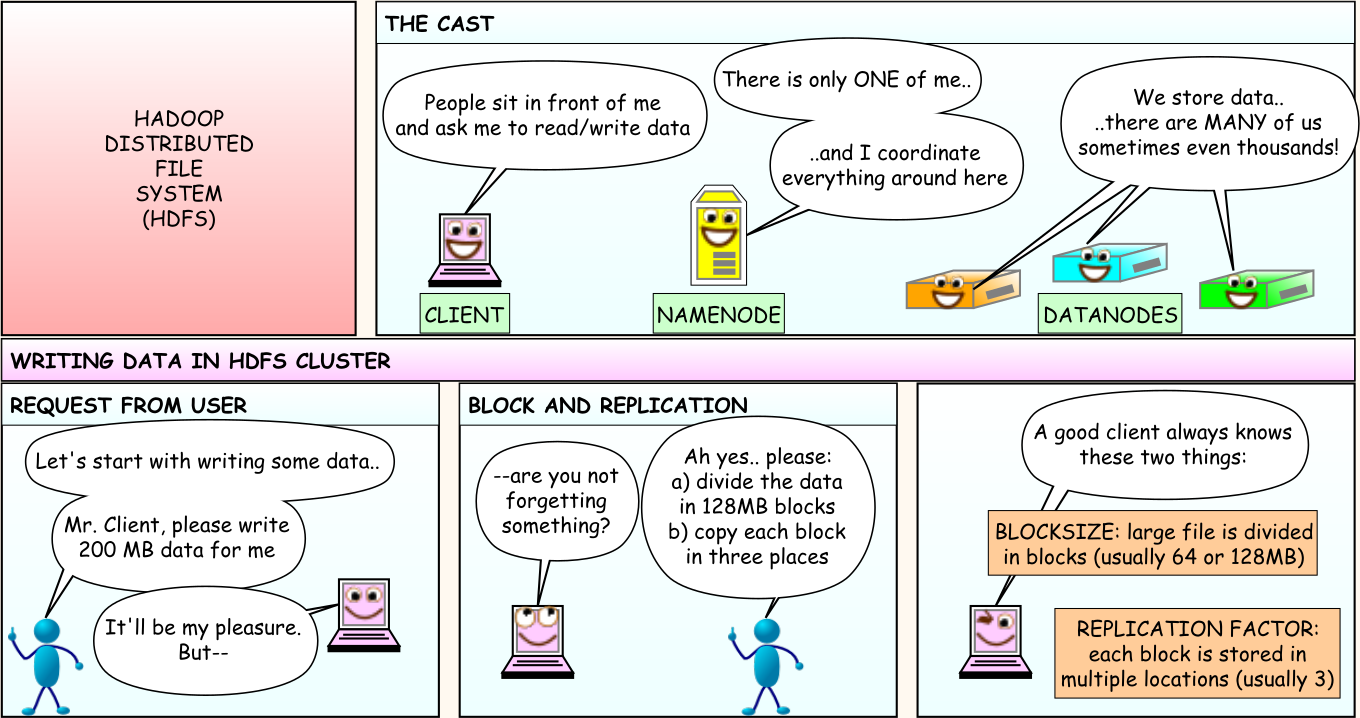 HADOOP
DISTRIBUTED
FILE
SYSTEM
(HDFS)
THE CAST
People sit in front of me
and ask me to read/write data
There is only ONE of me..
..and I coordinate
everything around here
We store data..
..there are MANY of us
sometimes even thousands!
CLIENT
NAMENODE
DATANODES
WRITING DATA IN HDFS CLUSTER
REQUEST FROM USER
Let's start with writing some data..
Mr. Client, please write
200 MB data for me
It'll be my pleasure.
But--
BLOCK AND REPLICATION
--are you not
forgetting
something?
Ah yes.. please:
a) divide the data
in 128MB blocks
b) copy each block
in three places
A good client always knows
these two things:
BLOCKSIZE: large file is divided
in blocks (usually 64 or 128MB)
REPLICATION FACTOR:
each block is stored in
multiple locations (usually 3)